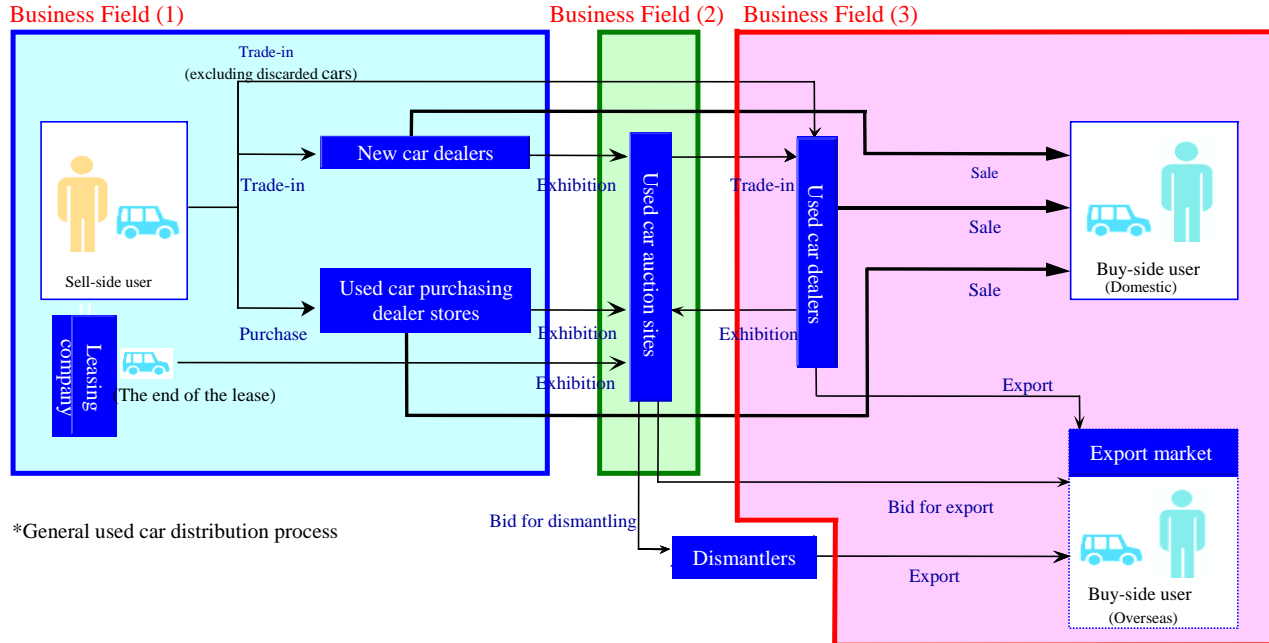 Business Field (1)
Business Field (2)
Business Field (3)
Trade-in
(excluding discarded cars)
Sell-side user
New car dealers
Trade-in
Exhibition
Used car purchasing
dealer stores
Purchase
Exhibition
Leasing
company
(The end of the lease)
Exhibition
Used car auction sites
Trade-in
Used car dealers
Exhibition
Sale
Sale
Sale
Buy-side user
(Domestic)
Export
Export market
Bid for export
Buy-side user
(Overseas)
Bid for dismantling
Dismantlers
Export
*General used car distribution process